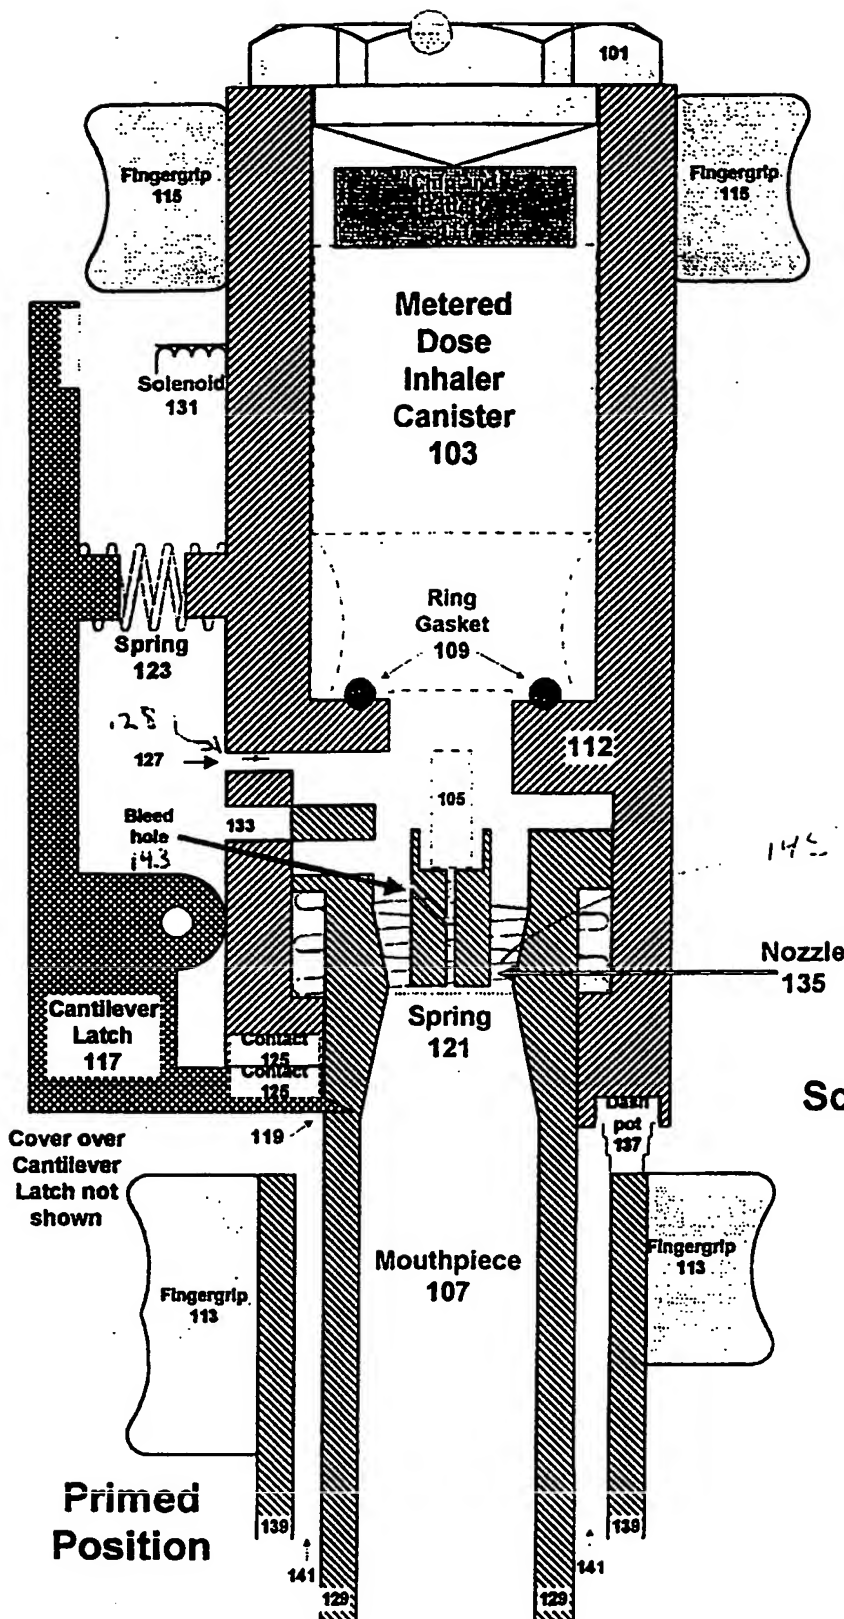 101
Fingergrip
115
Fingergrip
115
Metered
Dose
Inhaler
Canister
103
Solenoid
131
Ring
Gasket
109
Spring
123
128
127
112
105
Bleed
hole
143
133
145
Nozzle
135
Cantilever
Latch
117
Spring
121
Contact
125
Contact
125
Dash
pot
137
119
Cover over
Cantilever
Latch not
shown
Mouthpiece
107
Fingergrip
113
Fingergrip
113
Primed
Position
139
139
141
141
129
129